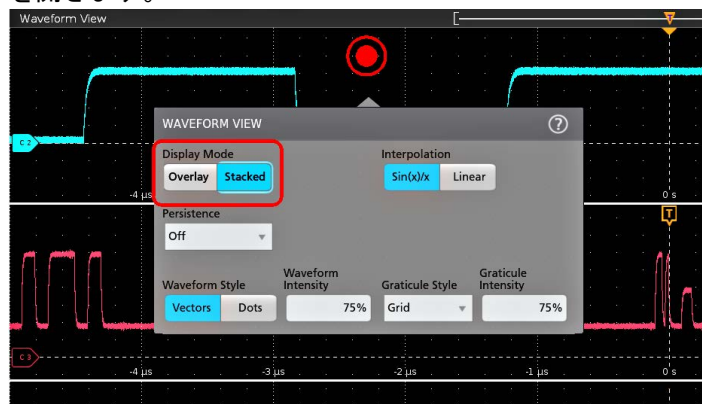 Waveform View
T
C 2
WAVEFORM VIEW
?
Display Mode
Interpolation
Overlay Stacked
Sin(x)/x Linear
-4 µs
0 s
Persistence
T
Off
Waveform Style
Waveform Intensity
Graticule Style
Graticule Intensity
Vectors Dots
75%
Grid
75%
C 3
-4 µs -3 µs -2 µs -1 µs 0 s